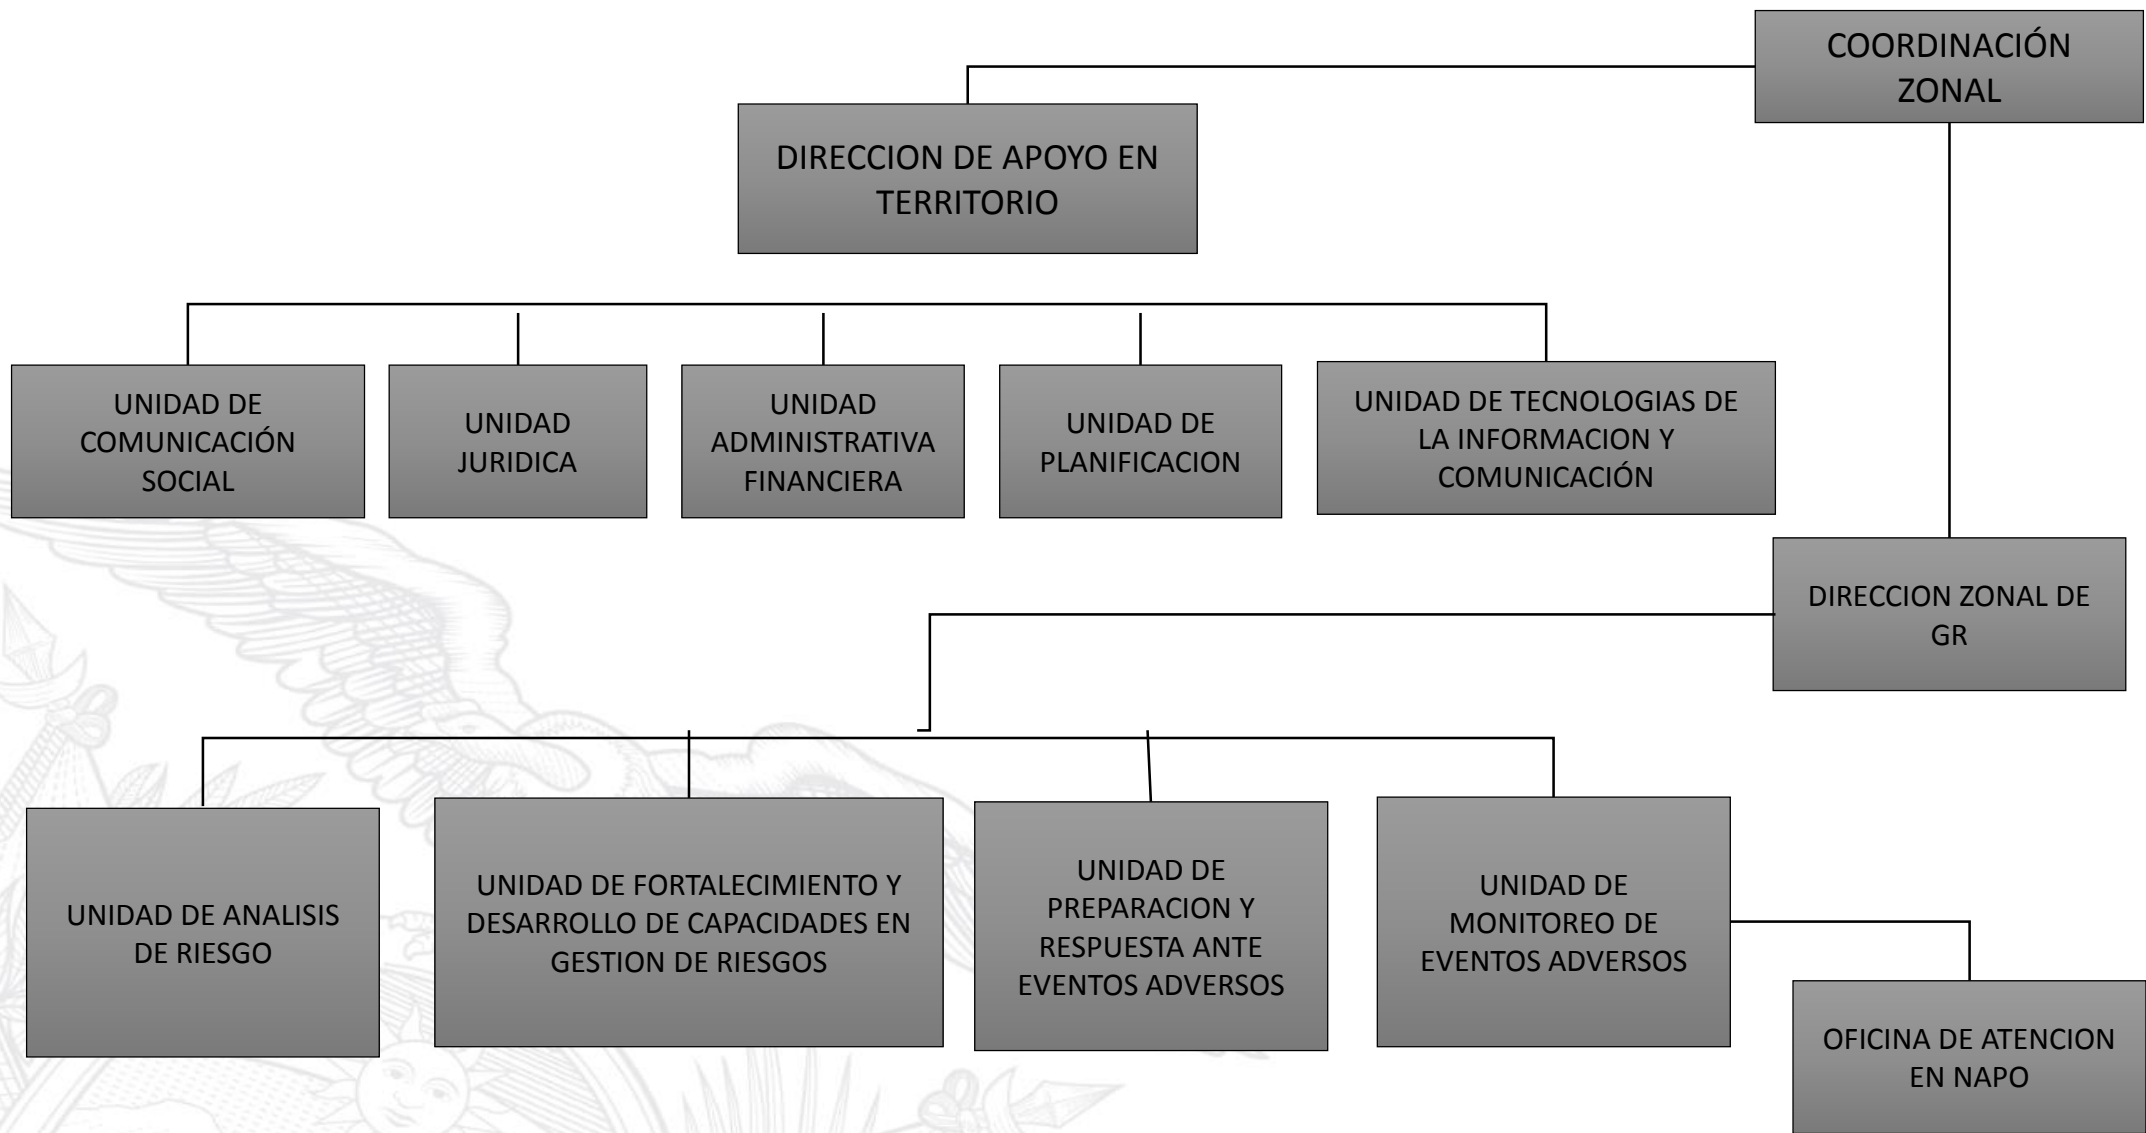 COORDINACIÓN
ZONAL
DIRECCION DE APOYO EN
TERRITORIO
UNIDAD DE
COMUNICACIÓN
SOCIAL
UNIDAD
JURIDICA
UNIDAD
ADMINISTRATIVA
FINANCIERA
UNIDAD DE
PLANIFICACION
UNIDAD DE TECNOLOGIAS DE
LA INFORMACION Y
COMUNICACIÓN
DIRECCION ZONAL DE
GR
UNIDAD DE ANALISIS
DE RIESGO
UNIDAD DE FORTALECIMIENTO Y
DESARROLLO DE CAPACIDADES EN
GESTION DE RIESGOS
UNIDAD DE
PREPARACION Y
RESPUESTA ANTE
EVENTOS ADVERSOS
UNIDAD DE
MONITOREO DE
EVENTOS ADVERSOS
OFICINA DE ATENCION
EN NAPO